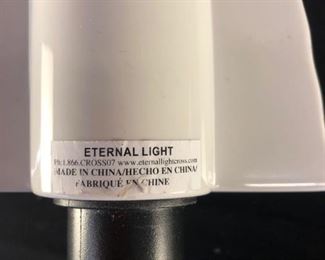 ETERNAL LIGHT
Ph:1.866.CROSS07 www.eternallightcross.com
MADE IN CHINA/HECHO EN CHINA/
FABRIQUÉ EN CHINE